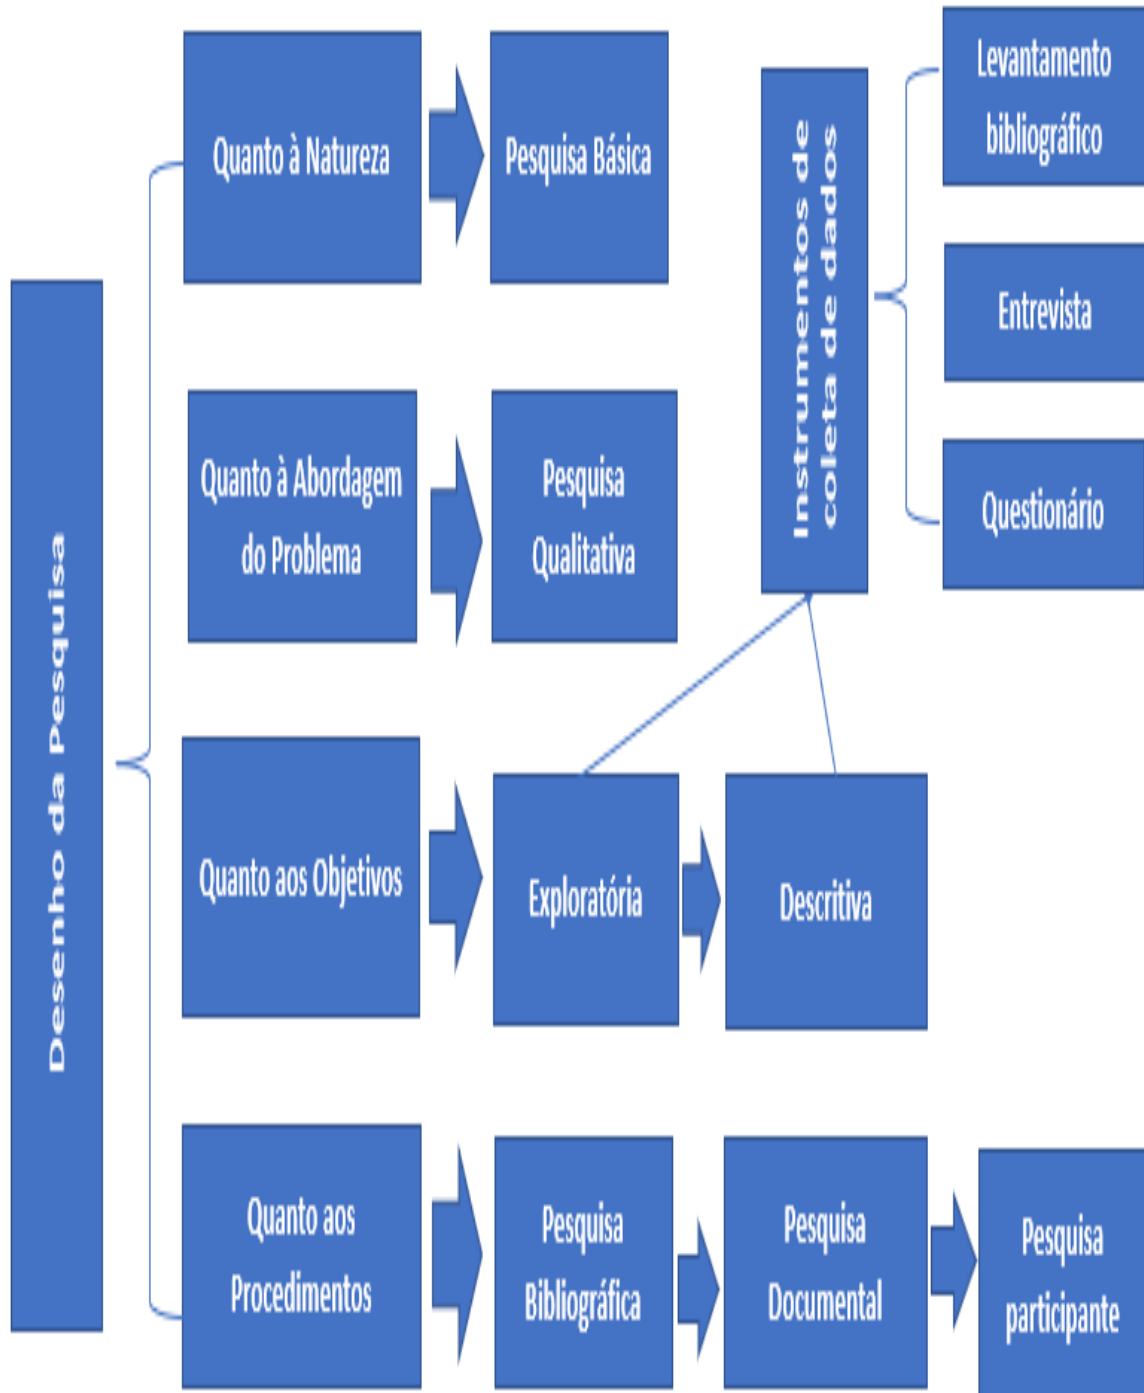 Desenho da Pesquisa
Quanto à Natureza
Pesquisa Básica
Quanto à Abordagem
do Problema
Pesquisa
Qualitativa
Quanto aos Objetivos
Exploratória
Descritiva
Quanto aos
Procedimentos
Pesquisa
Bibliográfica
Pesquisa
Documental
Pesquisa
participante
Instrumentos de
coleta de dados
Levantamento
bibliográfico
Entrevista
Questionário